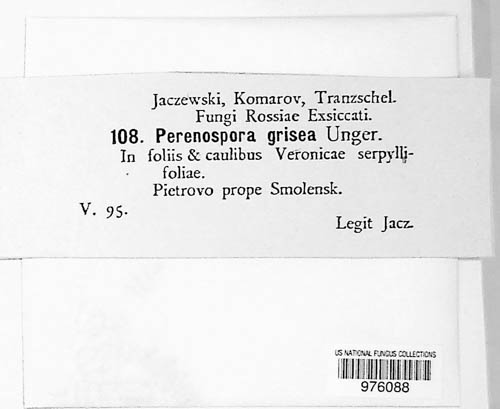 Jaczewski, Komarov, Tranzschel.
Fungi Rossiae Exsiccati.
108. Perenospora grisea Unger.
In foliis & caulibus Veronicae serpylli-
foliae.
Pietrovo prope Smolensk.
V. 95.
Legit Jacz.
US NATIONAL FUNGUS COLLECTIONS
976088